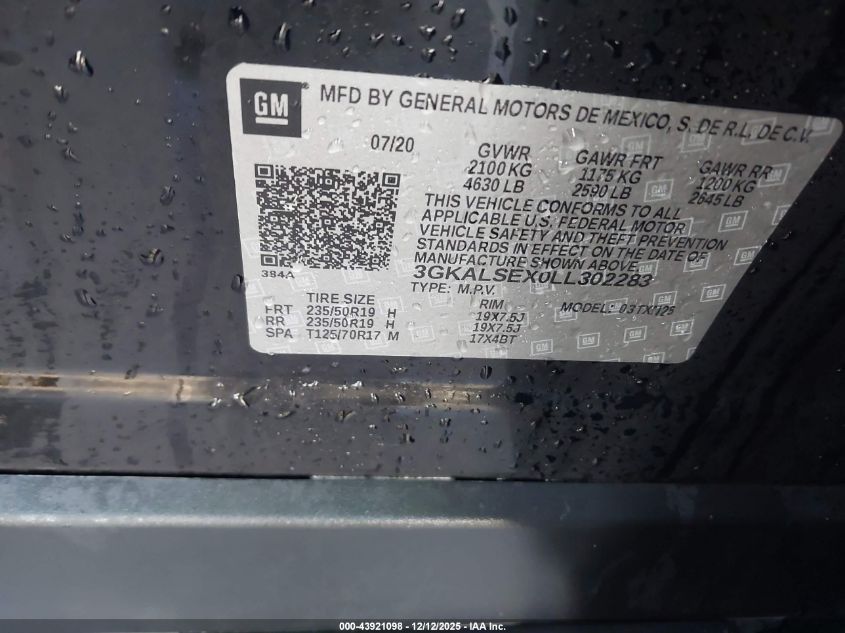 GM
MFD BY GENERAL MOTORS DE MEXICO, S. DE R.L. DE C.V.
07/20
GVWR GAWR FRT GAWR RR
2100 KG 1175 KG 1200 KG
4630 LB 2590 LB 2645 LB
THIS VEHICLE CONFORMS TO ALL
APPLICABLE U.S. FEDERAL MOTOR
VEHICLE SAFETY AND THEFT PREVENTION
STANDARDS IN EFFECT ON THE DATE OF
MANUFACTURE SHOWN ABOVE.
384A 3GKALSEX0LL302283
TYPE: M.P.V. MODEL: 03TXT25
TIRE SIZE RIM
FRT 235/50R19 H 19X7.5J
RR 235/50R19 H 19X7.5J
SPA T125/70R17 M 17X4BT
000-43921098 - 12/12/2025 - IAA Inc.